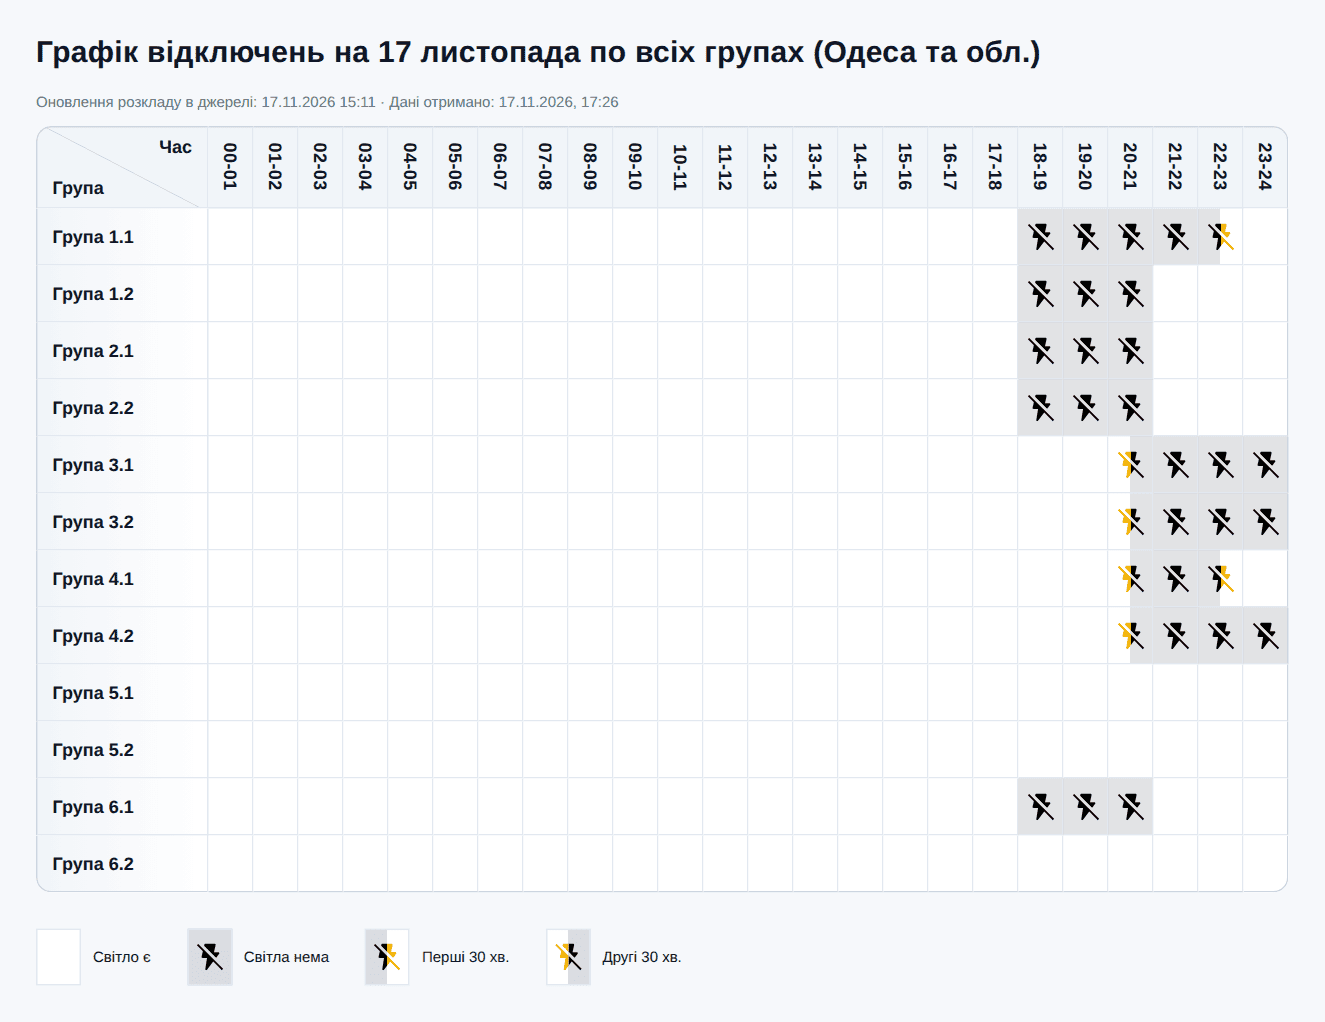 Графік відключень на 17 листопада по всіх групах (Одеса та обл.)
Оновлення розкладу в джерелі: 17.11.2026 15:11 · Дані отримано: 17.11.2026, 17:26
Час
Група
00-01 01-02 02-03 03-04 04-05 05-06 06-07 07-08 08-09 09-10 10-11 11-12 12-13 13-14 14-15 15-16 16-17 17-18 18-19 19-20 20-21 21-22 22-23 23-24
Група 1.1
Група 1.2
Група 2.1
Група 2.2
Група 3.1
Група 3.2
Група 4.1
Група 4.2
Група 5.1
Група 5.2
Група 6.1
Група 6.2
Світло є Світла нема Перші 30 хв. Другі 30 хв.